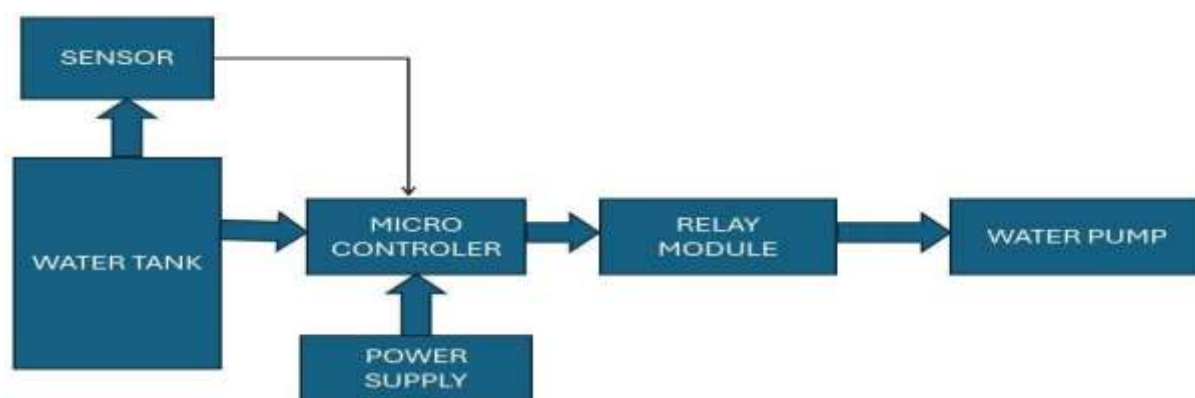 SENSOR
WATER TANK
MICRO
CONTROLER
RELAY
MODULE
WATER PUMP
POWER
SUPPLY